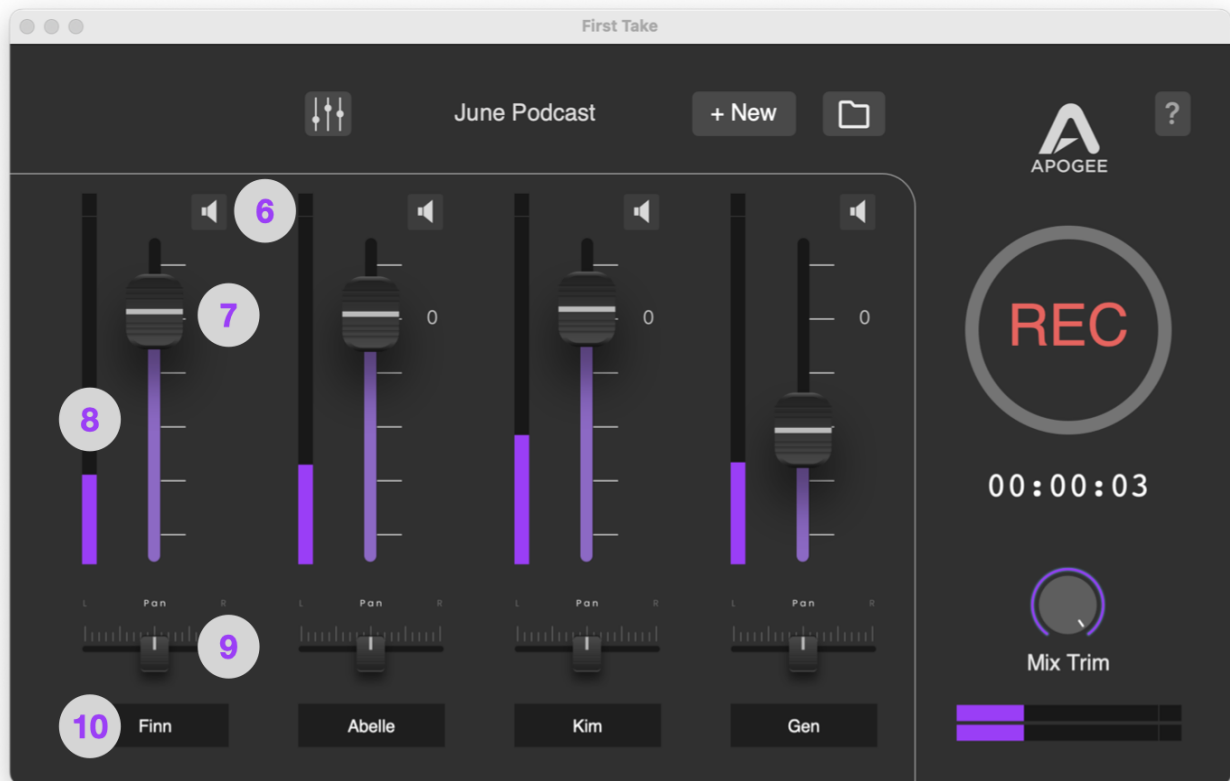 First Take
June Podcast
+ New
?
APOGEE
6
7
0
0
0
REC
8
00:00:03
L Pan R
L Pan R
L Pan R
L Pan R
9
Mix Trim
10
Finn
Abelle
Kim
Gen